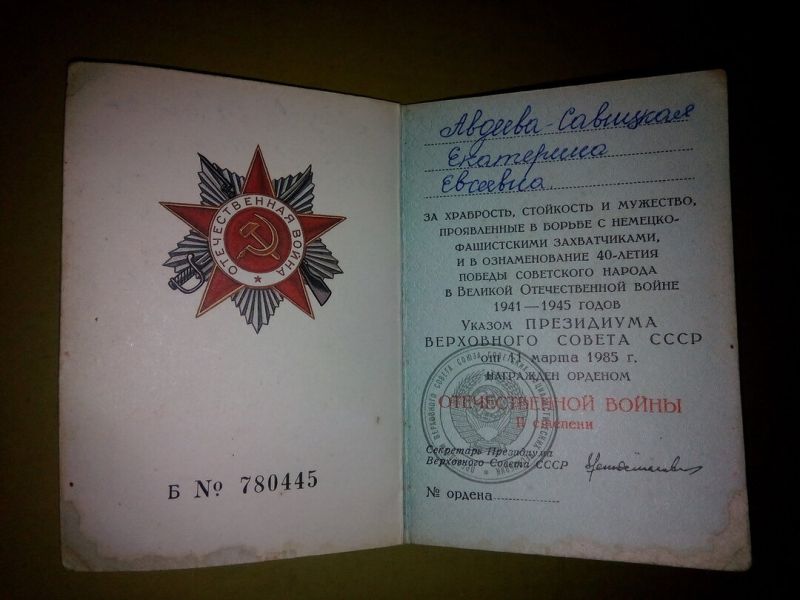 ОТЕЧЕСТВЕННАЯ ВОЙНА
Б № 780445
Авдеева-Савицкая
Екатерина
Евсеевна
ЗА ХРАБРОСТЬ, СТОЙКОСТЬ И МУЖЕСТВО,
ПРОЯВЛЕННЫЕ В БОРЬБЕ С НЕМЕЦКО-
ФАШИСТСКИМИ ЗАХВАТЧИКАМИ,
И В ОЗНАМЕНОВАНИЕ 40-ЛЕТИЯ
ПОБЕДЫ СОВЕТСКОГО НАРОДА
В ВЕЛИКОЙ ОТЕЧЕСТВЕННОЙ ВОЙНЕ
1941—1945 ГОДОВ
УКАЗОМ ПРЕЗИДИУМА
ВЕРХОВНОГО СОВЕТА СССР
от 11 марта 1985 г.
НАГРАЖДЕН ОРДЕНОМ
ОТЕЧЕСТВЕННОЙ ВОЙНЫ
II степени
Секретарь Президиума
Верховного Совета СССР
№ ордена